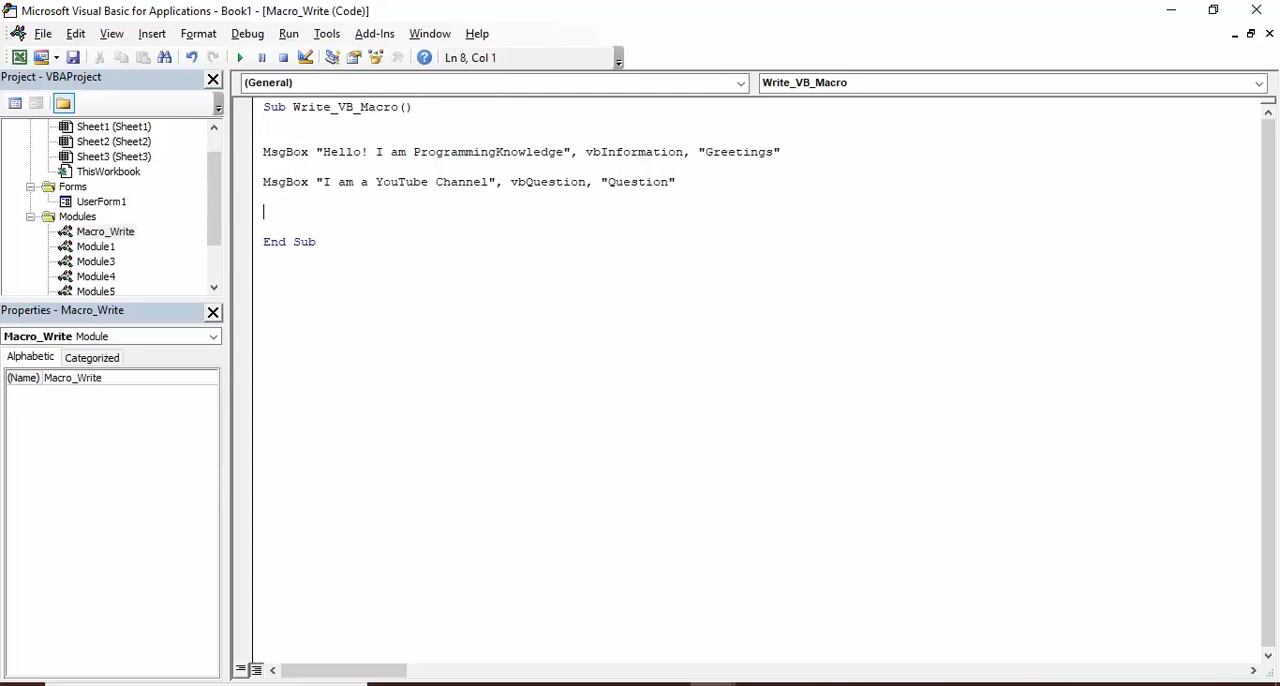 Microsoft Visual Basic for Applications - Book1 - [Macro_Write (Code)]
File Edit View Insert Format Debug Run Tools Add-Ins Window Help
Ln 8, Col 1
Project - VBAProject
(General)
Write_VB_Macro
Sheet1 (Sheet1)
Sheet2 (Sheet2)
Sheet3 (Sheet3)
ThisWorkbook
Forms
UserForm1
Modules
Macro_Write
Module1
Module3
Module4
Module5
Properties - Macro_Write
Macro_Write Module
Alphabetic Categorized
(Name) Macro_Write
Sub Write_VB_Macro()
MsgBox "Hello! I am ProgrammingKnowledge", vbInformation, "Greetings"
MsgBox "I am a YouTube Channel", vbQuestion, "Question"
End Sub